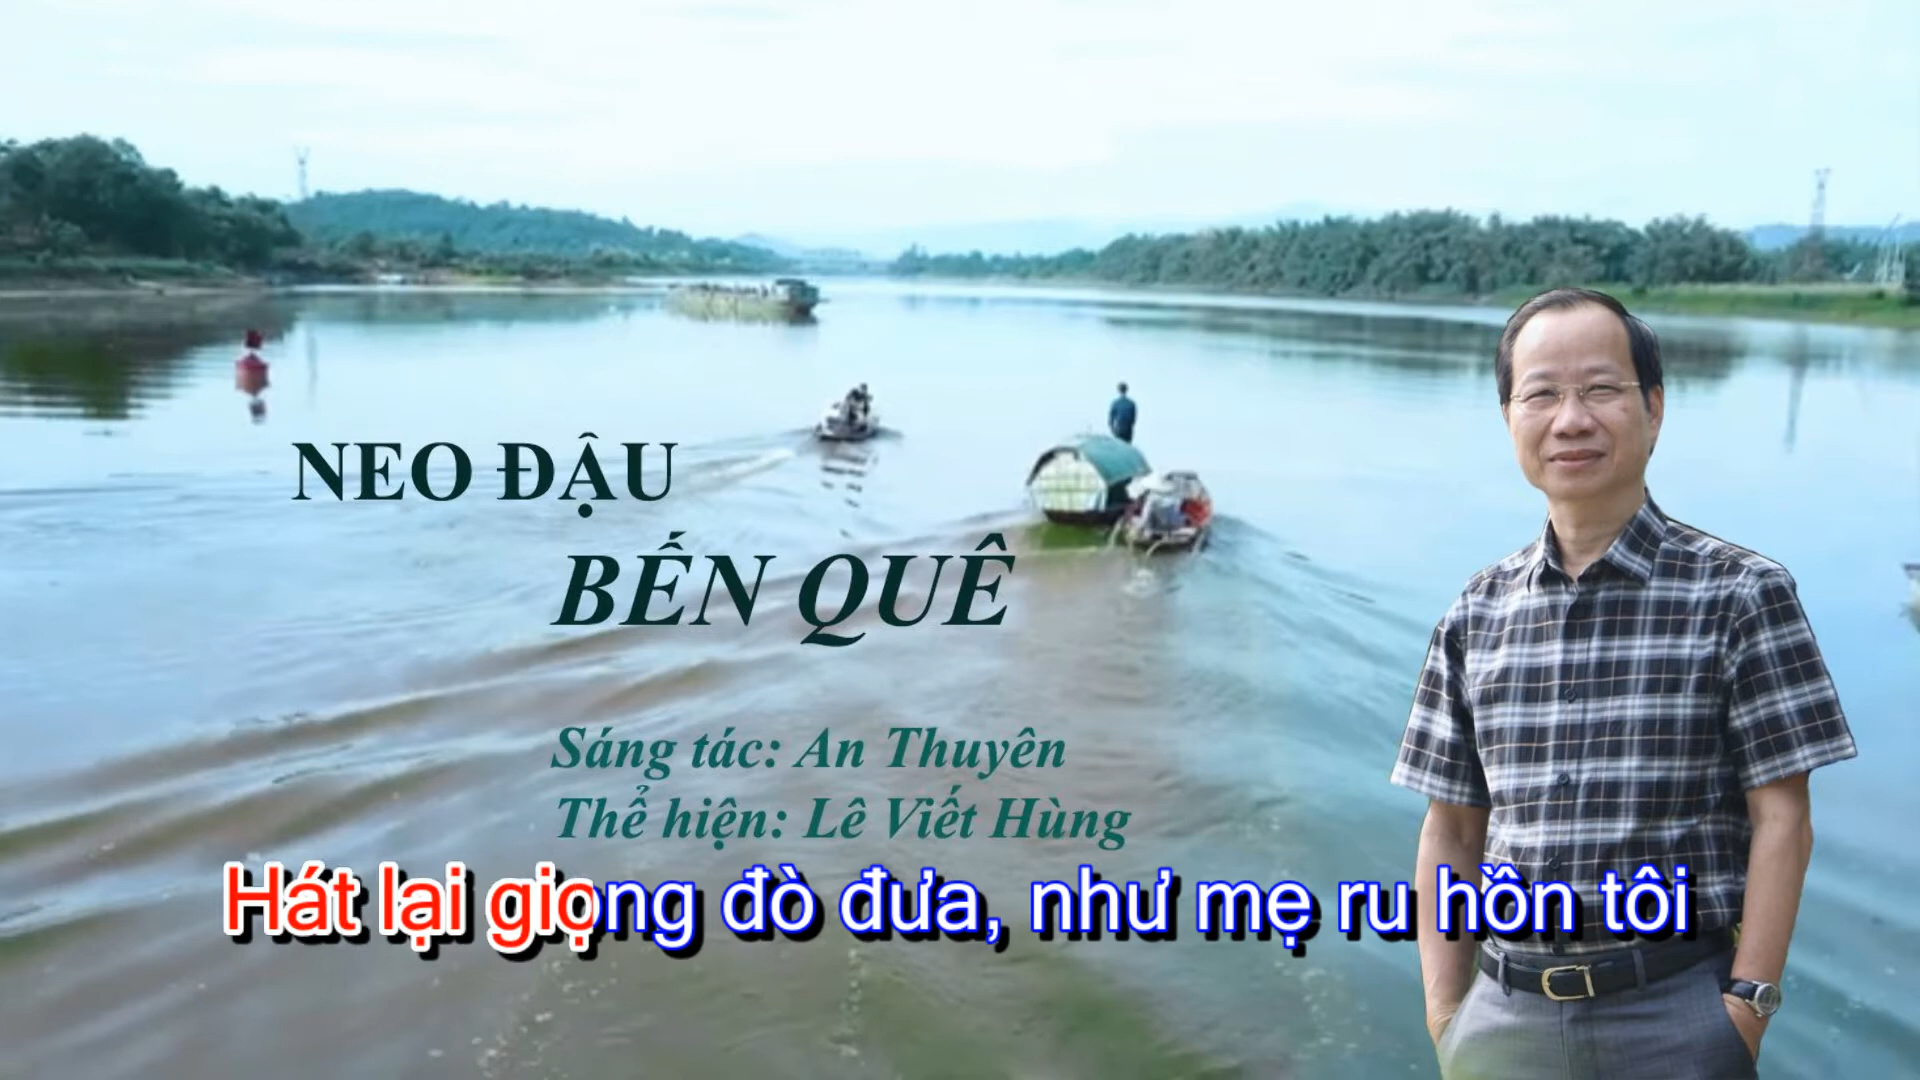 NEO ĐẬU
BẾN QUÊ
Sáng tác: An Thuyên
Thể hiện: Lê Viết Hùng
Hát lại giọng đò đưa, như mẹ ru hồn tôi